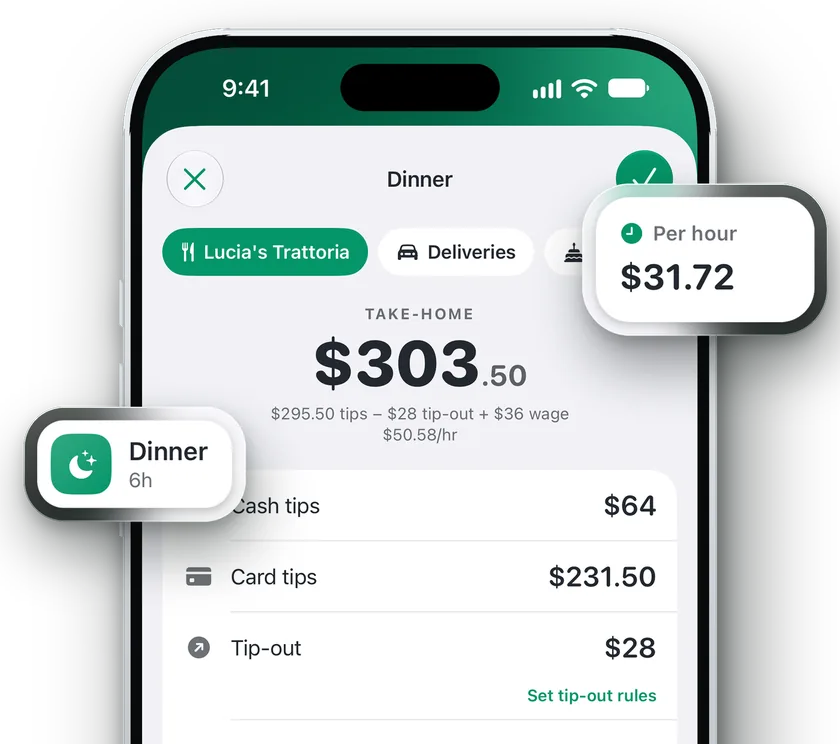 9:41
Dinner
Lucia's Trattoria
Deliveries
Per hour
$31.72
TAKE-HOME
$303.50
$295.50 tips – $28 tip-out + $36 wage
$50.58/hr
Dinner
6h
Cash tips
$64
Card tips
$231.50
Tip-out
$28
Set tip-out rules